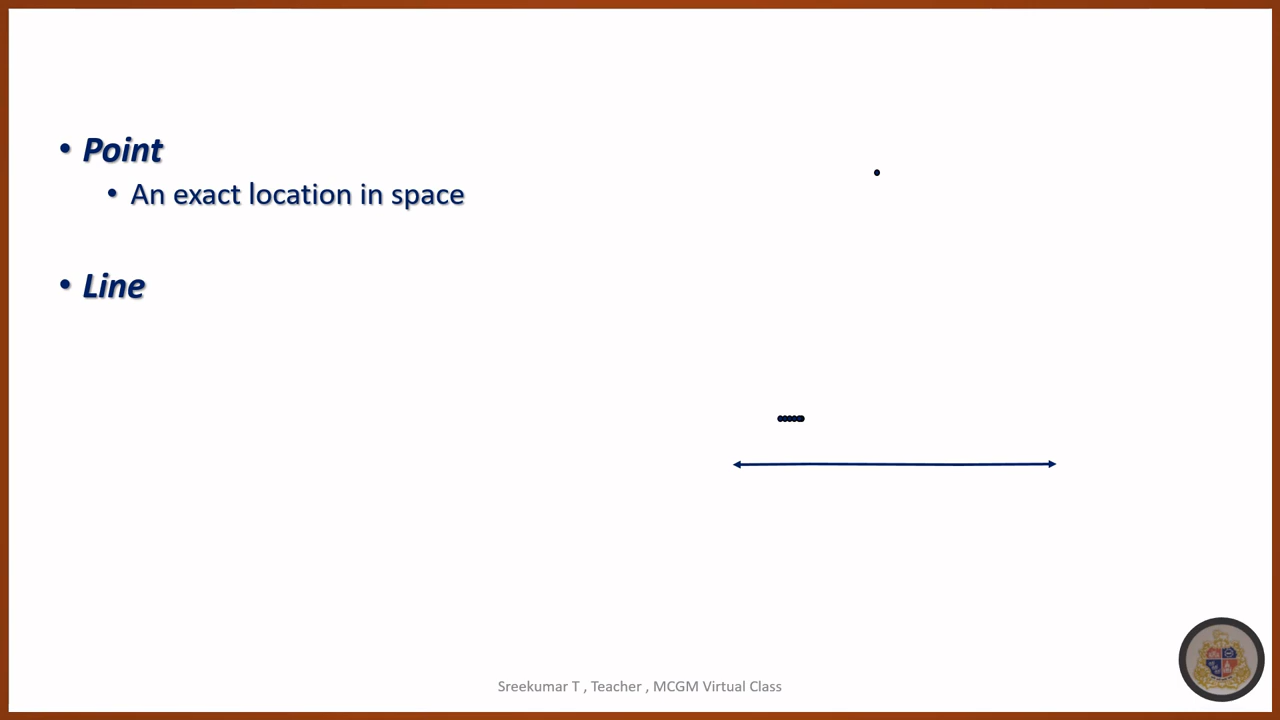 • Point
• An exact location in space
• Line
Sreekumar T , Teacher , MCGM Virtual Class